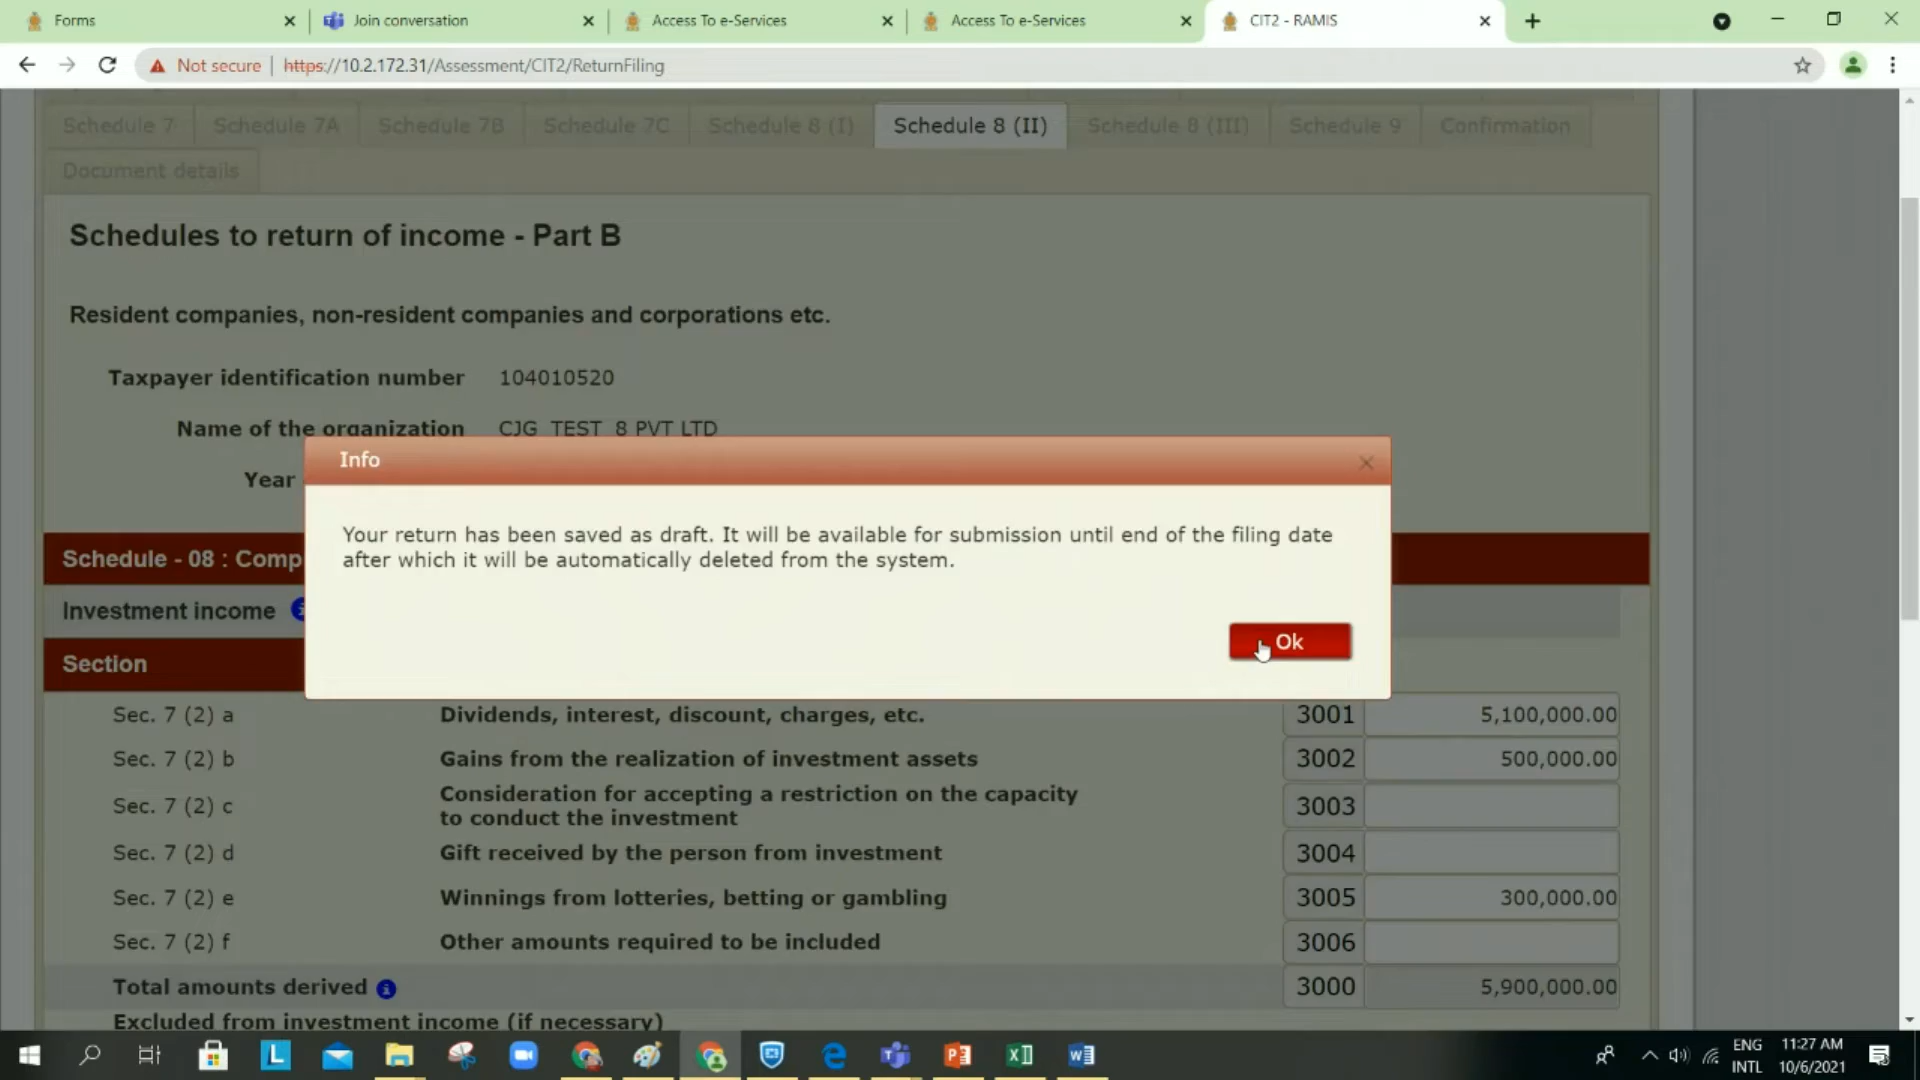 Forms
Join conversation
Access To e-Services
Access To e-Services
CIT2 - RAMIS
Not secure
https://10.2.172.31/Assessment/CIT2/ReturnFiling
Schedule 7
Schedule 7A
Schedule 7B
Schedule 7C
Schedule 8 (I)
Schedule 8 (II)
Schedule 8 (III)
Schedule 9
Confirmation
Document details
Schedules to return of income - Part B
Resident companies, non-resident companies and corporations etc.
Taxpayer identification number 104010520
Name of the organization CJG TEST 8 PVT LTD
Year
Info
Your return has been saved as draft. It will be available for submission until end of the filing date
after which it will be automatically deleted from the system.
Ok
Schedule - 08 : Comp
Investment income
Section
Sec. 7 (2) a Dividends, interest, discount, charges, etc. 3001 5,100,000.00
Sec. 7 (2) b Gains from the realization of investment assets 3002 500,000.00
Sec. 7 (2) c Consideration for accepting a restriction on the capacity
to conduct the investment 3003
Sec. 7 (2) d Gift received by the person from investment 3004
Sec. 7 (2) e Winnings from lotteries, betting or gambling 3005 300,000.00
Sec. 7 (2) f Other amounts required to be included 3006
Total amounts derived 3000 5,900,000.00
Excluded from investment income (if necessary)
ENG
INTL
11:27 AM
10/6/2021